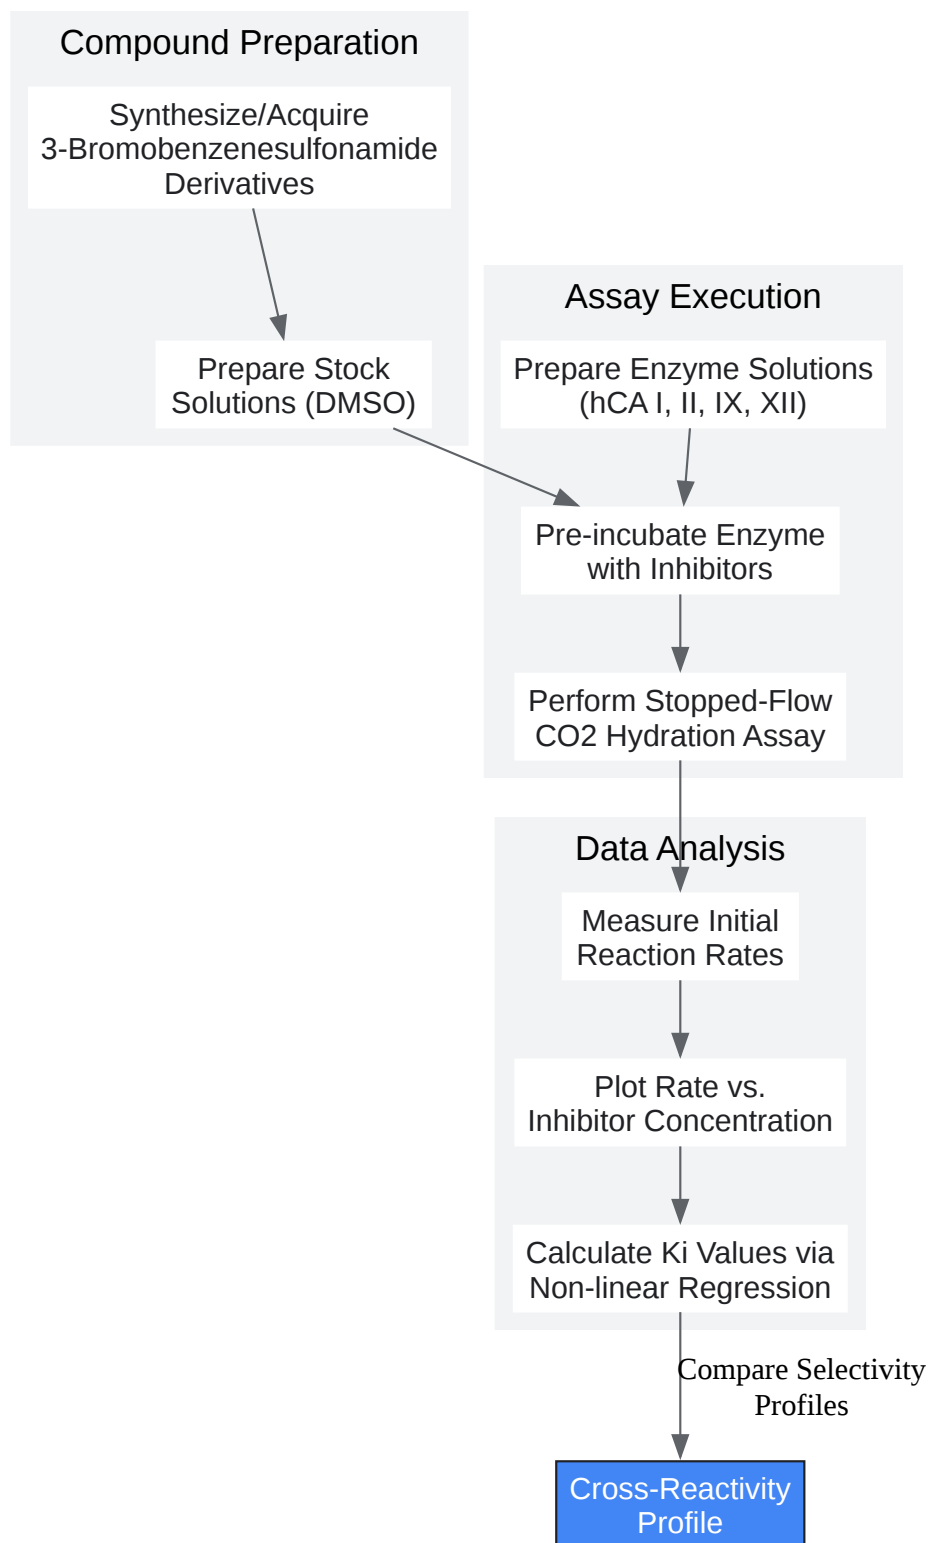 Compound Preparation
Synthesize/Acquire
3-Bromobenzenesulfonamide
Derivatives
Prepare Stock
Solutions (DMSO)
Assay Execution
Prepare Enzyme Solutions
(hCA I, II, IX, XII)
Pre-incubate Enzyme
with Inhibitors
Perform Stopped-Flow
CO2 Hydration Assay
Data Analysis
Measure Initial
Reaction Rates
Plot Rate vs.
Inhibitor Concentration
Calculate Ki Values via
Non-linear Regression
Compare Selectivity
Profiles
Cross-Reactivity
Profile